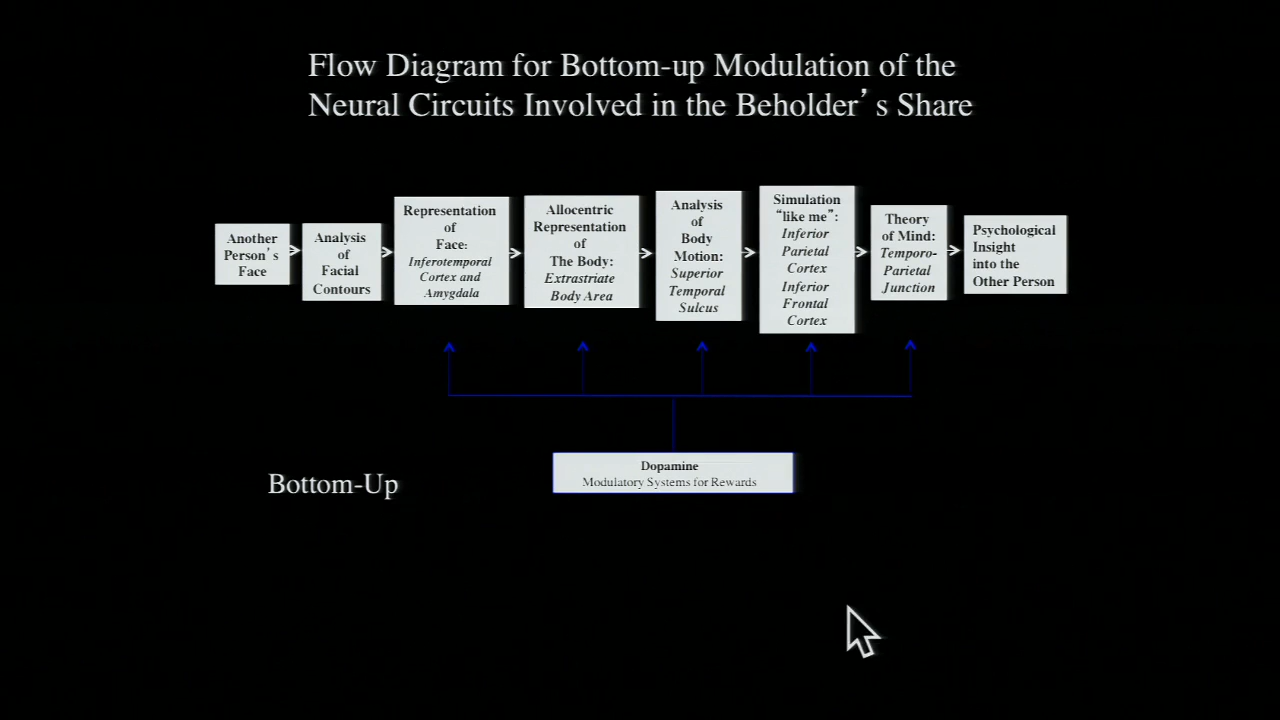 Flow Diagram for Bottom-up Modulation of the
Neural Circuits Involved in the Beholder’s Share
Another
Person’s
Face
Analysis
of
Facial
Contours
Representation
of
Face:
Inferotemporal
Cortex and
Amygdala
Allocentric
Representation
of
The Body:
Extrastriate
Body Area
Analysis
of
Body
Motion:
Superior
Temporal
Sulcus
Simulation
“like me”:
Inferior
Parietal
Cortex
Inferior
Frontal
Cortex
Theory
of Mind:
Temporo-
Parietal
Junction
Psychological
Insight
into the
Other Person
Dopamine
Modulatory Systems for Rewards
Bottom-Up